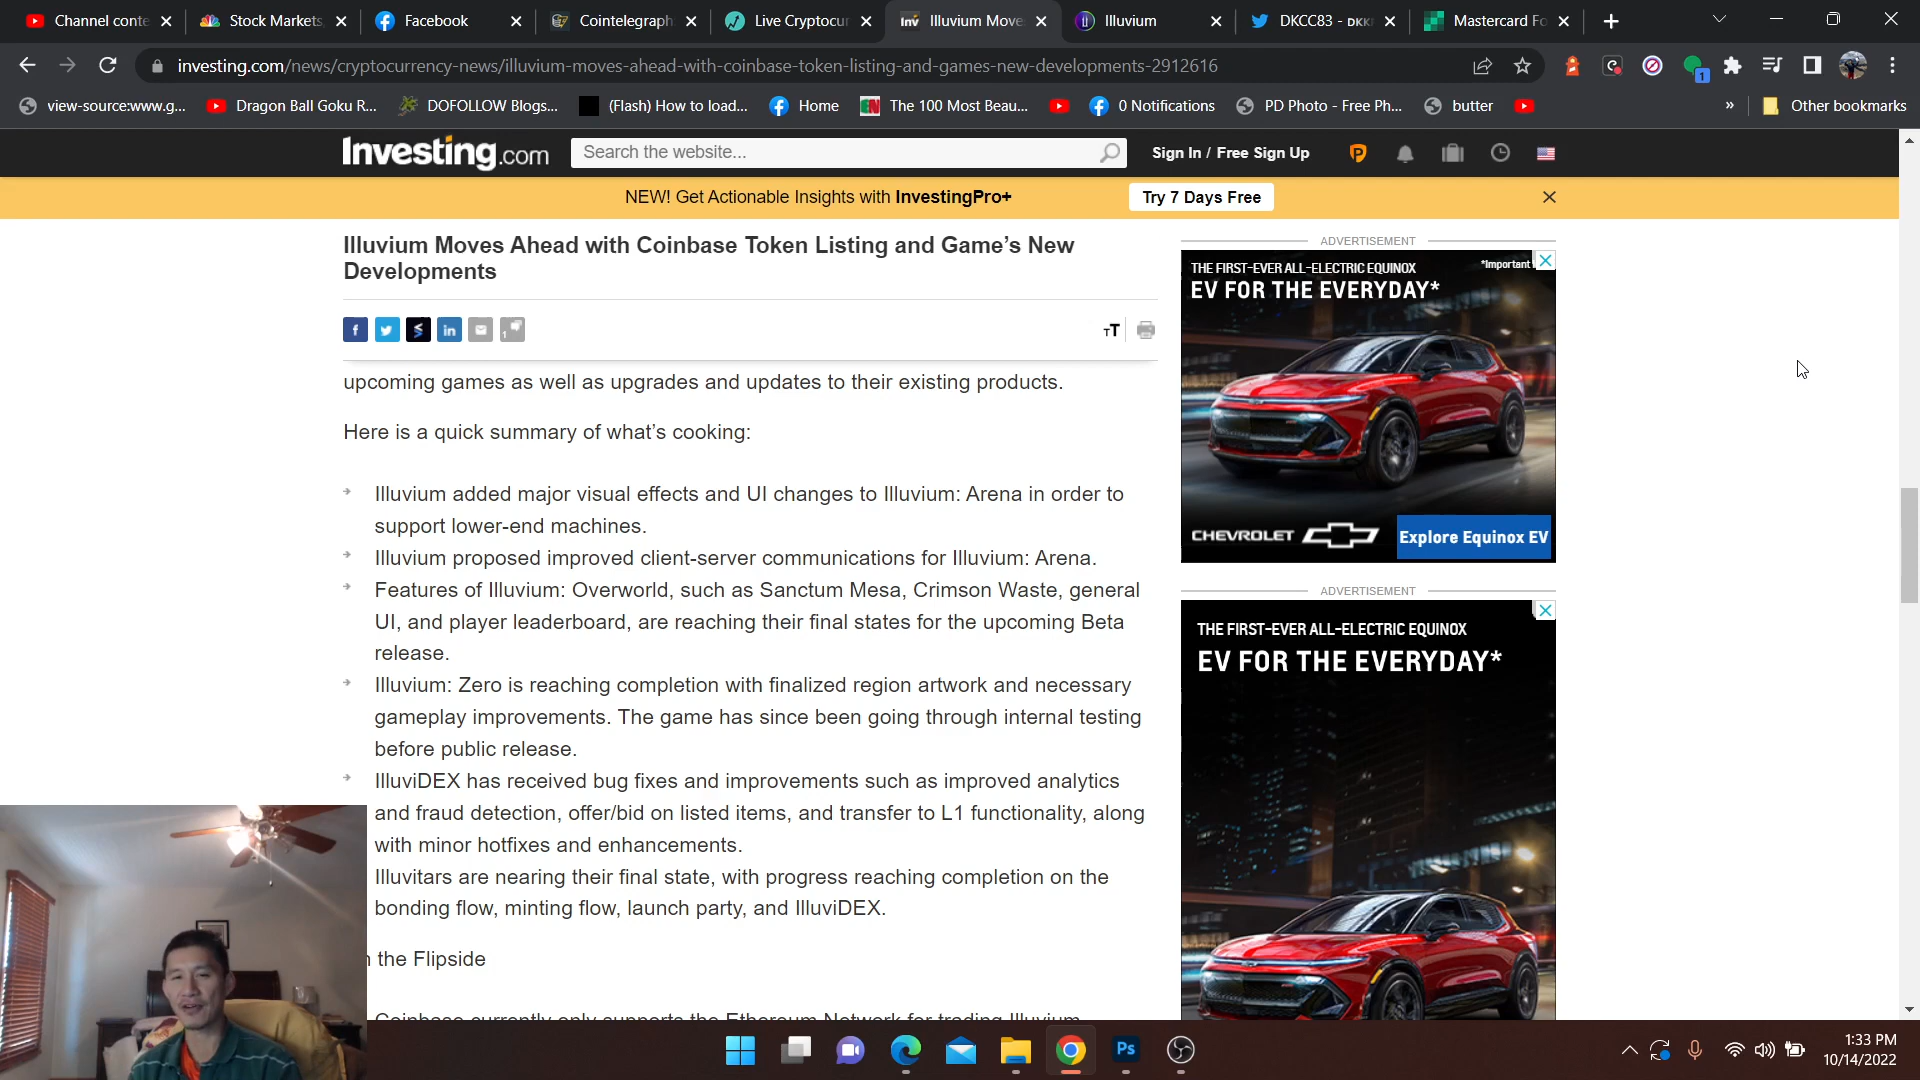 Channel conte
Stock Markets,
Facebook
Cointelegraph
Live Cryptocur
Illuvium Move
Illuvium
DKCC83 - DKK
Mastercard Fo
investing.com/news/cryptocurrency-news/illuvium-moves-ahead-with-coinbase-token-listing-and-games-new-developments-2912616
1
view-source:www.g...
Dragon Ball Goku R...
DOFOLLOW Blogs...
(Flash) How to load...
Home
The 100 Most Beau...
0 Notifications
PD Photo - Free Ph...
butter
»
Other bookmarks
Investing.com
Search the website...
Sign In / Free Sign Up
NEW! Get Actionable Insights with InvestingPro+
Try 7 Days Free
Illuvium Moves Ahead with Coinbase Token Listing and Game's New
Developments
1
upcoming games as well as upgrades and updates to their existing products.
Here is a quick summary of what's cooking:
Illuvium added major visual effects and UI changes to Illuvium: Arena in order to
support lower-end machines.
Illuvium proposed improved client-server communications for Illuvium: Arena.
Features of Illuvium: Overworld, such as Sanctum Mesa, Crimson Waste, general
UI, and player leaderboard, are reaching their final states for the upcoming Beta
release.
Illuvium: Zero is reaching completion with finalized region artwork and necessary
gameplay improvements. The game has since been going through internal testing
before public release.
IlluviDEX has received bug fixes and improvements such as improved analytics
and fraud detection, offer/bid on listed items, and transfer to L1 functionality, along
with minor hotfixes and enhancements.
Illuvitars are nearing their final state, with progress reaching completion on the
bonding flow, minting flow, launch party, and IlluviDEX.
n the Flipside
Coinbase currently only supports the Ethereum Network for trading Illuvium
ADVERTISEMENT
THE FIRST-EVER ALL-ELECTRIC EQUINOX
*Important
EV FOR THE EVERYDAY*
CHEVROLET
Explore Equinox EV
ADVERTISEMENT
THE FIRST-EVER ALL-ELECTRIC EQUINOX
EV FOR THE EVERYDAY*
Ps
1:33 PM
10/14/2022